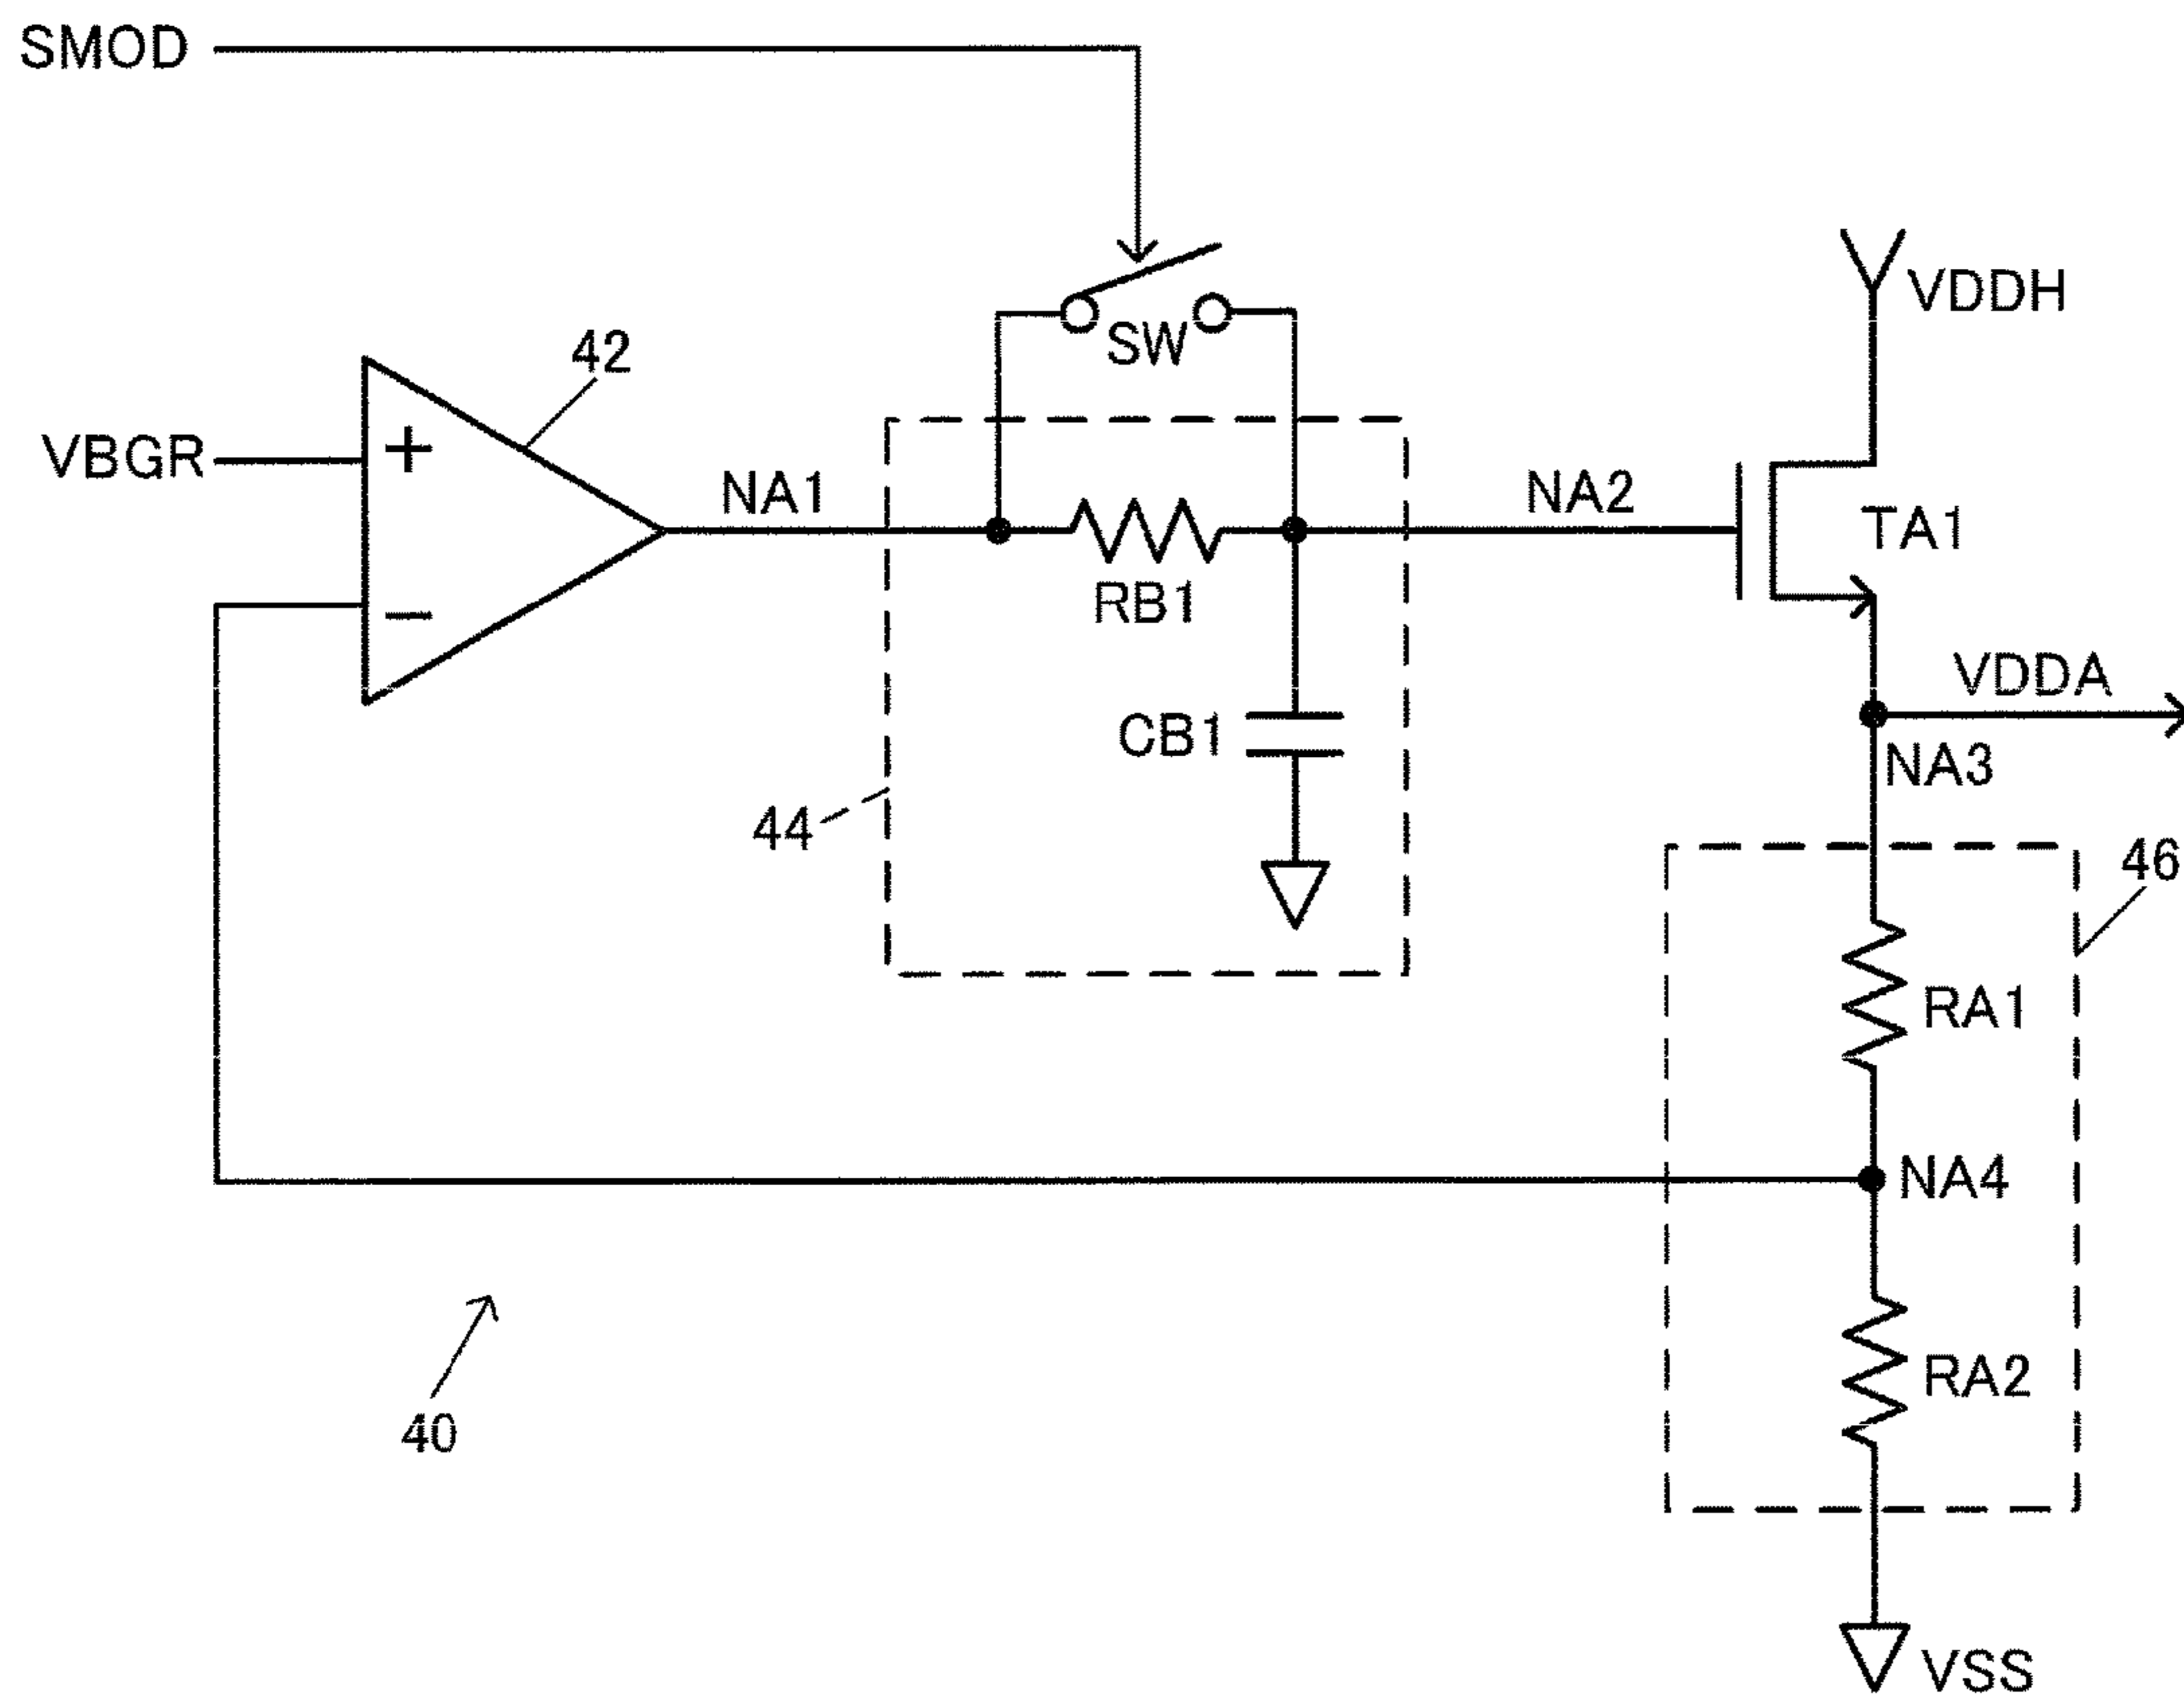 SMOD
VDDH
42
SW
VBGR
+
NA1
NA2
TA1
RB1
−
VDDA
CB1
NA3
44
46
RA1
NA4
RA2
40
VSS